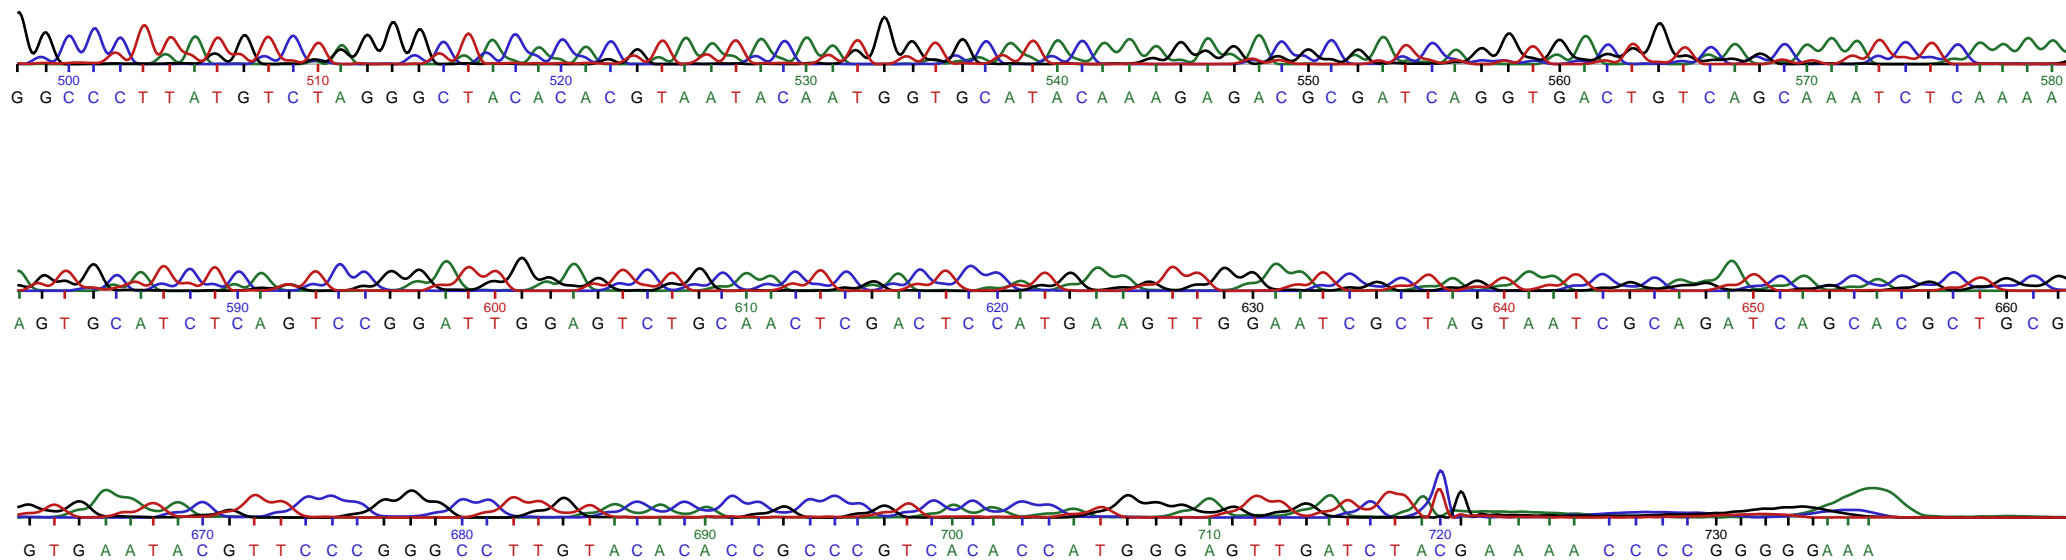 500 510 520 530 540 550 560 570 580
G G C C C T T A T G T C T A G G G C T A C A C A C G T A A T A C A A T G G T G C A T A C A A A G A G A C G C G A T C A G G T G A C T G T C A G C A A A T C T C A A A A
590 600 610 620 630 640 650 660
A G T G C A T C T C A G T C C G G A T T G G A G T C T G C A A C T C G A C T C C A T G A A G T T G G A A T C G C T A G T A A T C G C A G A T C A G C A C G C T G C G
670 680 690 700 710 720 730
G T G A A T A C G T T C C C G G G C C T T G T A C A C A C C G C C C G T C A C A C C A T G G G A G T T G A T C T A C G A A A A C C C C G G G G G A A A